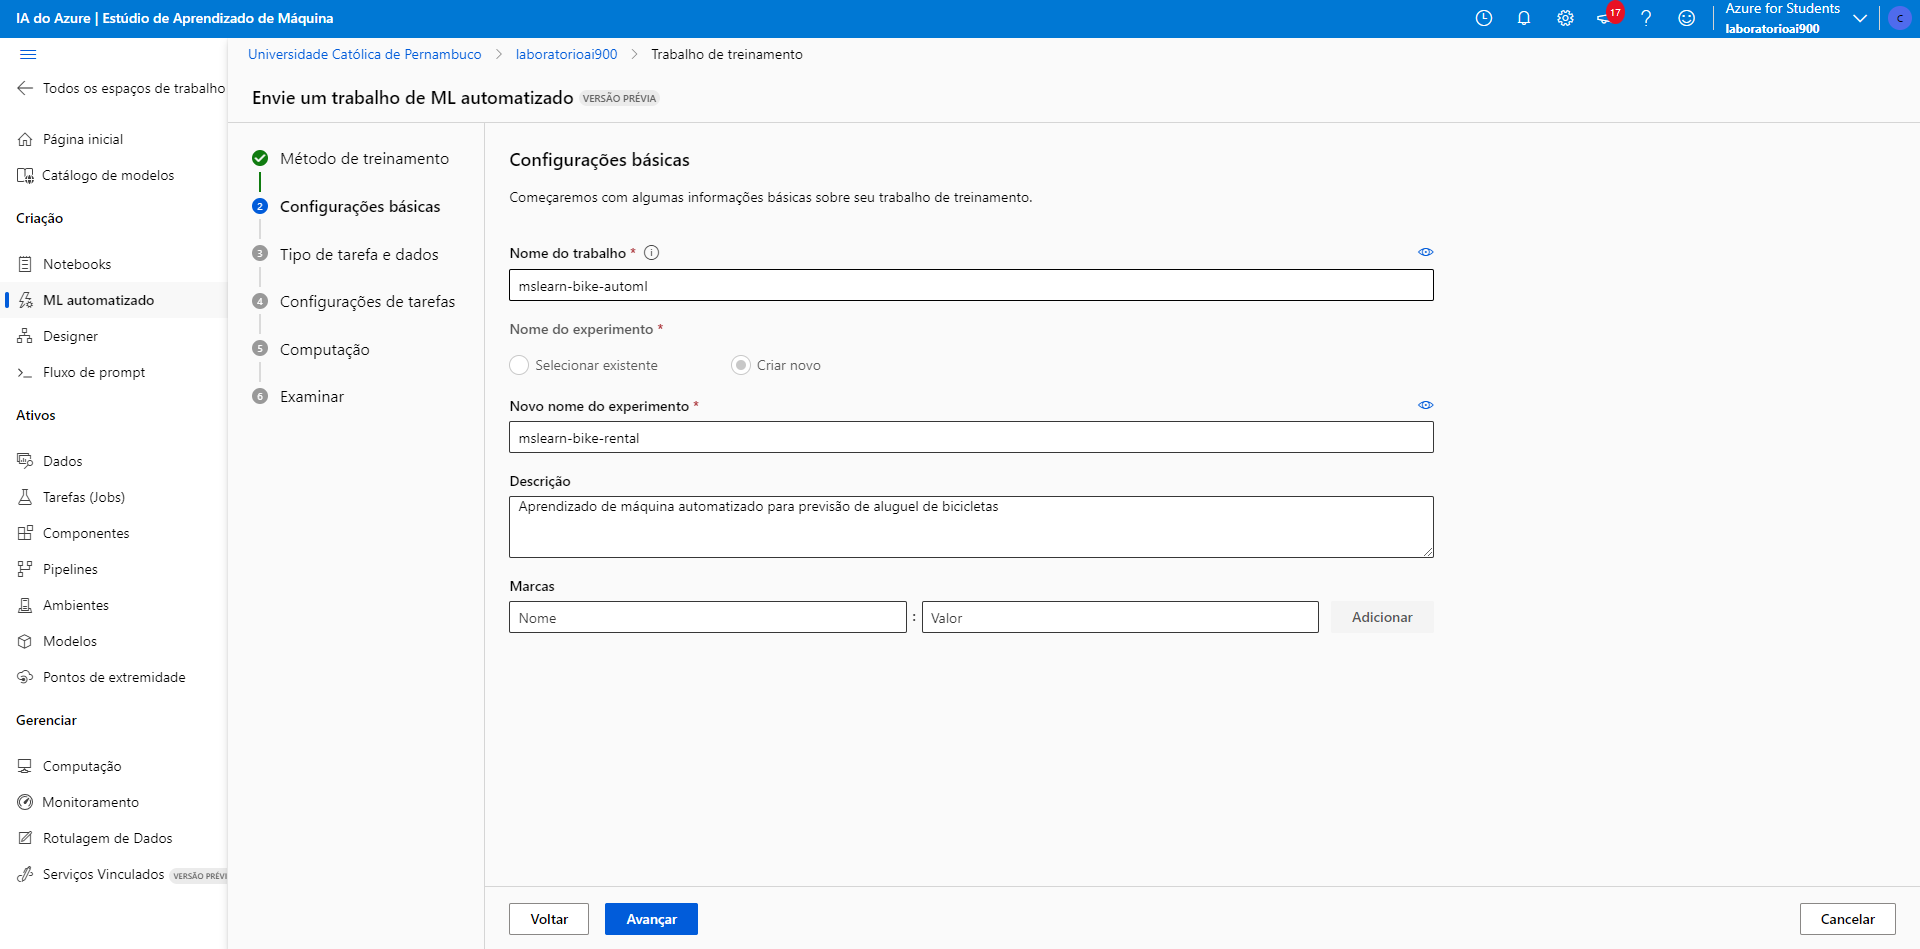 IA do Azure | Estúdio de Aprendizado de Máquina
17
Azure for Students
laboratorioai900
C
Todos os espaços de trabalho
Página inicial
Catálogo de modelos
Criação
Notebooks
ML automatizado
Designer
Fluxo de prompt
Ativos
Dados
Tarefas (Jobs)
Componentes
Pipelines
Ambientes
Modelos
Pontos de extremidade
Gerenciar
Computação
Monitoramento
Rotulagem de Dados
Serviços Vinculados VERSÃO PRÉVI
Universidade Católica de Pernambuco > laboratorioai900 > Trabalho de treinamento
Envie um trabalho de ML automatizado VERSÃO PRÉVIA
Método de treinamento
2 Configurações básicas
3 Tipo de tarefa e dados
4 Configurações de tarefas
5 Computação
6 Examinar
Configurações básicas
Começaremos com algumas informações básicas sobre seu trabalho de treinamento.
Nome do trabalho *
mslearn-bike-automl
Nome do experimento *
Selecionar existente Criar novo
Novo nome do experimento *
mslearn-bike-rental
Descrição
Aprendizado de máquina automatizado para previsão de aluguel de bicicletas
Marcas
Nome : Valor Adicionar
Voltar Avançar Cancelar